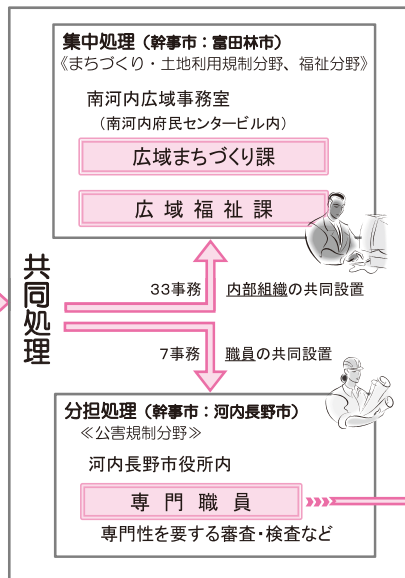 集中処理（幹事市：富田林市）
《まちづくり・土地利用規制分野、福祉分野》
南河内広域事務室
（南河内府民センタービル内）
広域まちづくり課
広域福祉課
共同処理
33事務 内部組織の共同設置
7事務 職員の共同設置
分担処理（幹事市：河内長野市）
≪公害規制分野≫
河内長野市役所内
専門職員
専門性を要する審査・検査など